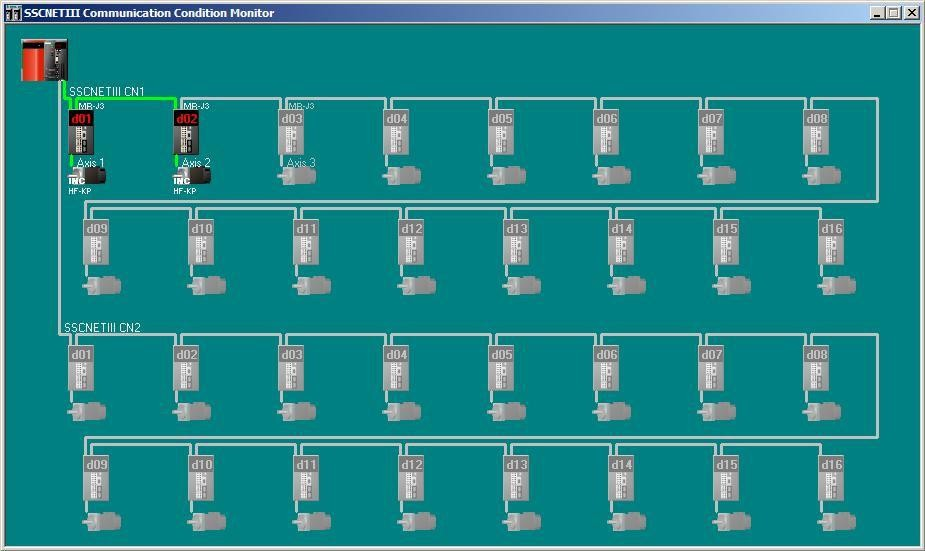 SSCNETIII Communication Condition Monitor
SSCNETIII CN1
MR-J3 MR-J3 MR-J3
d01 d02 d03 d04 d05 d06 d07 d08
Axis 1 Axis 2 Axis 3
INC INC
HF-KP HF-KP
d09 d10 d11 d12 d13 d14 d15 d16
SSCNETIII CN2
d01 d02 d03 d04 d05 d06 d07 d08
d09 d10 d11 d12 d13 d14 d15 d16